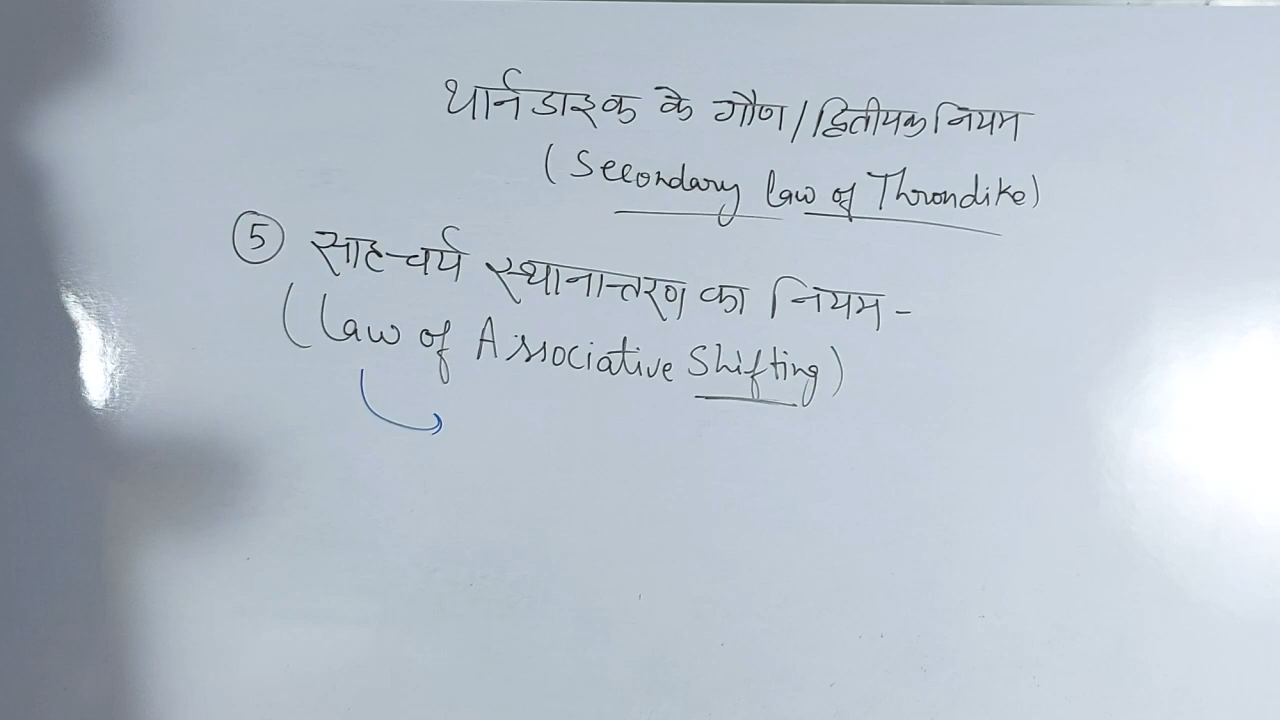 थार्नडाइक के गौण/द्वितीयक नियम
(Secondary law of Throndike)
⑤ साहचर्य स्थानान्तरण का नियम -
(Law of Associative Shifting)